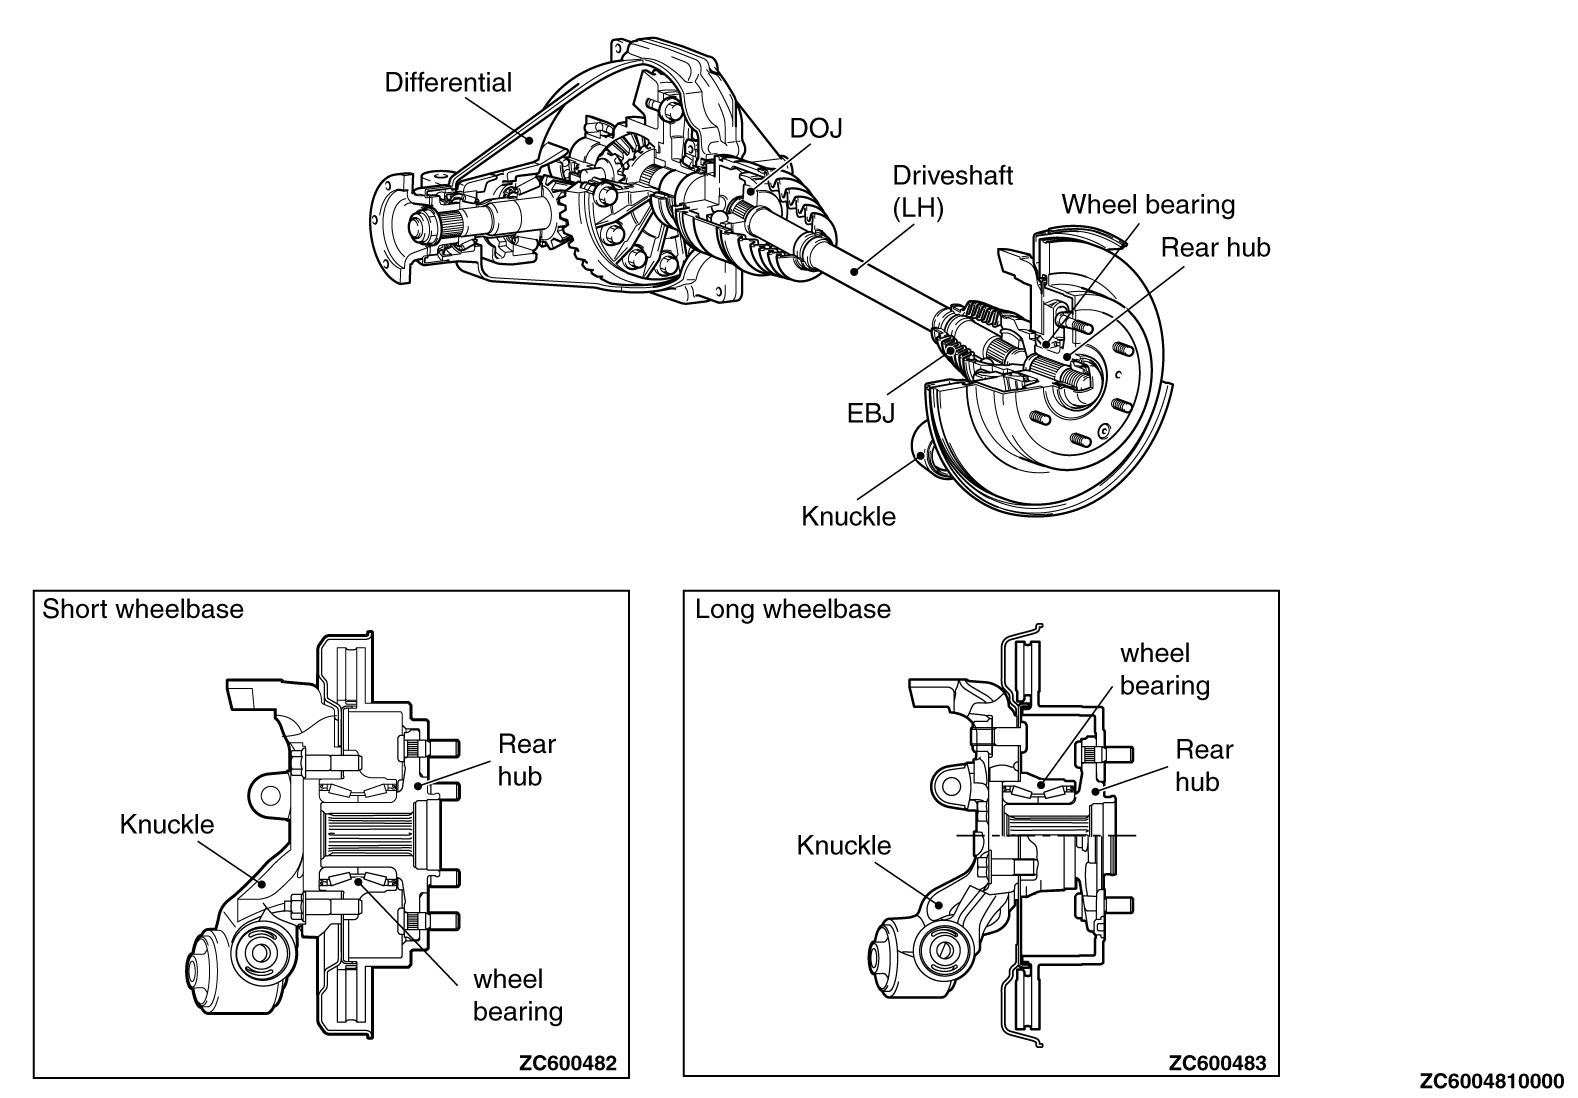 Differential
DOJ
Driveshaft
(LH)
Wheel bearing
Rear hub
EBJ
Knuckle
Short wheelbase
Rear
hub
Knuckle
wheel
bearing
ZC600482
Long wheelbase
wheel
bearing
Rear
hub
Knuckle
ZC600483
ZC6004810000